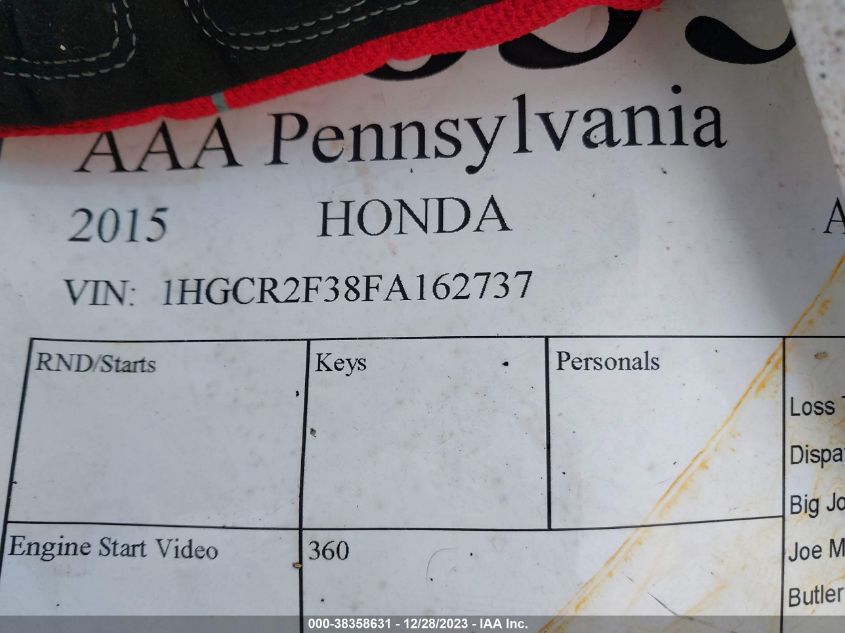 AAA Pennsylvania
2015 HONDA A
VIN: 1HGCR2F38FA162737
RND/Starts Keys Personals
Loss
Dispa
Big Jo
Engine Start Video 360 Joe M
Butler
000-38358631 - 12/28/2023 - IAA Inc.